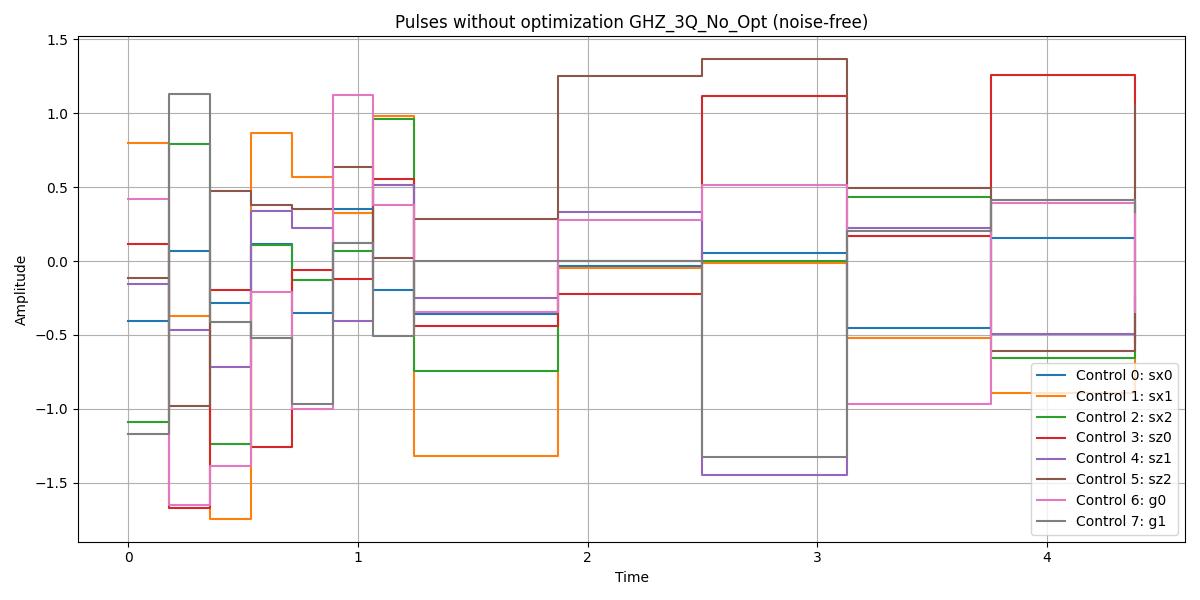 Pulses without optimization GHZ_3Q_No_Opt (noise-free)
1.5
1.0
0.5
0.0
−0.5
−1.0
−1.5
Amplitude
0 1 2 3 4
Time
Control 0: sx0
Control 1: sx1
Control 2: sx2
Control 3: sz0
Control 4: sz1
Control 5: sz2
Control 6: g0
Control 7: g1